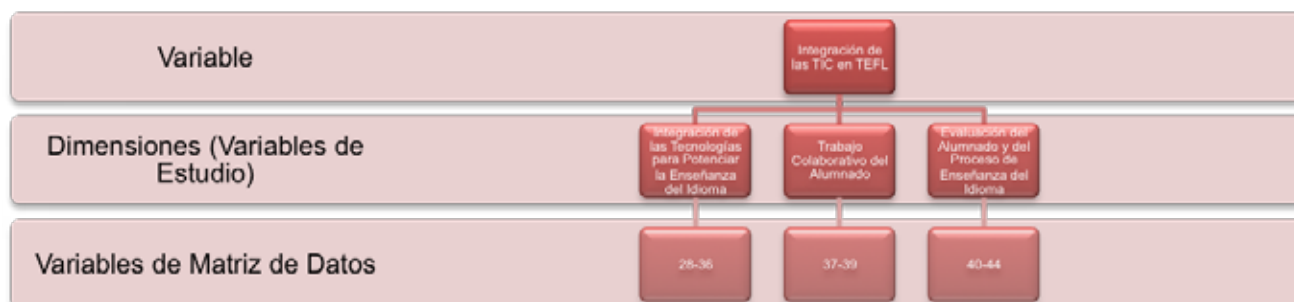 Variable
Integración de
las TIC en TEFL
Dimensiones (Variables de
Estudio)
Integración de
las Tecnologías
para Potenciar
la Enseñanza
del Idioma
Trabajo
Colaborativo del
Alumnado
Evaluación del
Alumnado y del
Proceso de
Enseñanza del
Idioma
Variables de Matriz de Datos
28-36
37-39
40-44